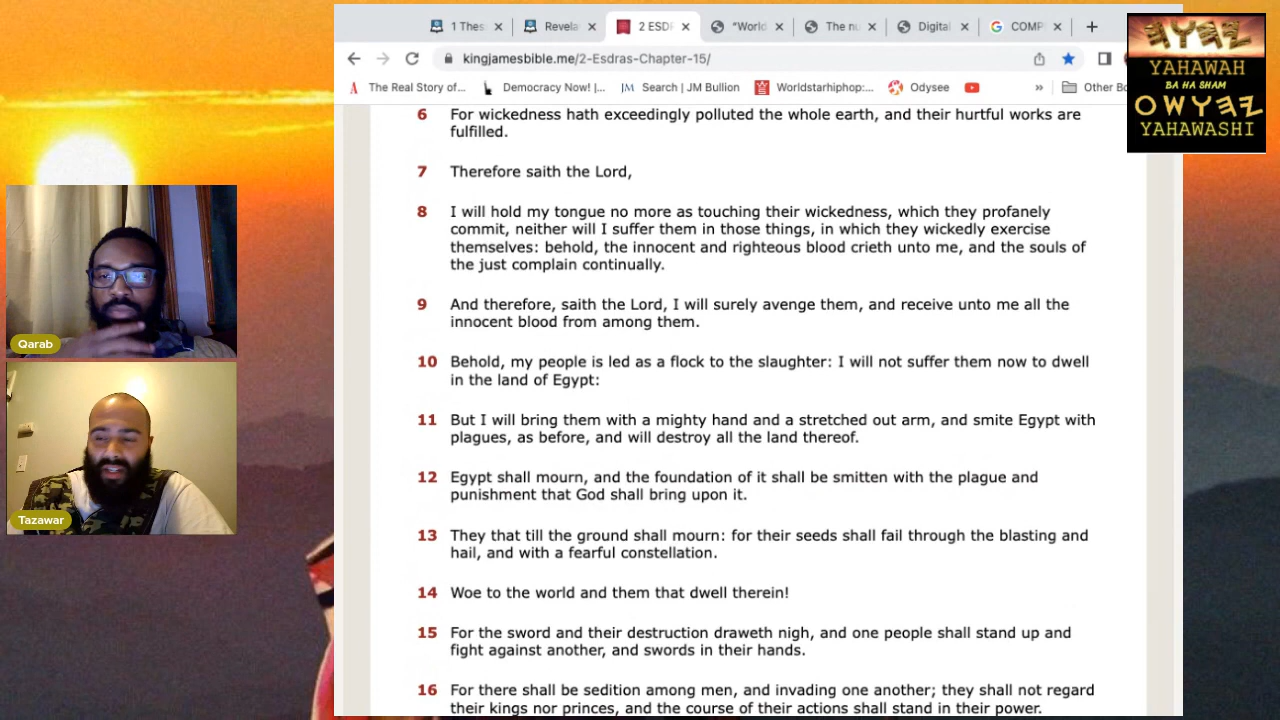 1 Thes
Revela
2 ESDF
"World
The nu
Digital
COMP
kingjamesbible.me/2-Esdras-Chapter-15/
The Real Story of...
Democracy Now! |...
JM Search | JM Bullion
Worldstarhiphop:...
Odysee
»
Other Bo
YAHAWAH
BA HA SHAM
YAHAWASHI
6 For wickedness hath exceedingly polluted the whole earth, and their hurtful works are
fulfilled.
7 Therefore saith the Lord,
8 I will hold my tongue no more as touching their wickedness, which they profanely
commit, neither will I suffer them in those things, in which they wickedly exercise
themselves: behold, the innocent and righteous blood crieth unto me, and the souls of
the just complain continually.
9 And therefore, saith the Lord, I will surely avenge them, and receive unto me all the
innocent blood from among them.
10 Behold, my people is led as a flock to the slaughter: I will not suffer them now to dwell
in the land of Egypt:
11 But I will bring them with a mighty hand and a stretched out arm, and smite Egypt with
plagues, as before, and will destroy all the land thereof.
12 Egypt shall mourn, and the foundation of it shall be smitten with the plague and
punishment that God shall bring upon it.
13 They that till the ground shall mourn: for their seeds shall fail through the blasting and
hail, and with a fearful constellation.
14 Woe to the world and them that dwell therein!
15 For the sword and their destruction draweth nigh, and one people shall stand up and
fight against another, and swords in their hands.
16 For there shall be sedition among men, and invading one another; they shall not regard
their kings nor princes, and the course of their actions shall stand in their power.
Qarab
Tazawar